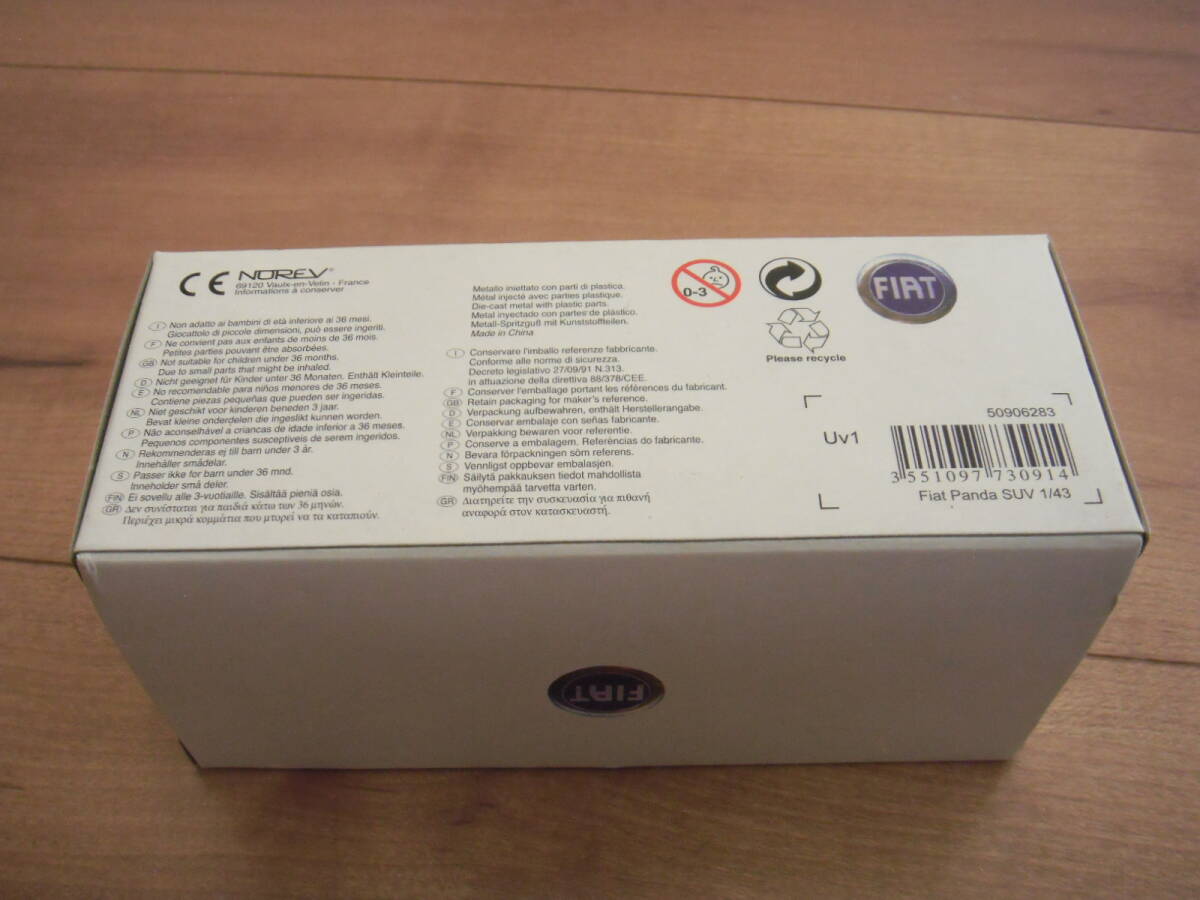 CE NOREV®
69120 Vaulx-en-Velin - France
Informations à conserver
I Non adatto ai bambini di età inferiore ai 36 mesi.
Giocattolo di piccole dimensioni, può essere ingeriti.
F Ne convient pas aux enfants de moins de 36 mois.
Petites parties pouvant être absorbées.
GB Not suitable for children under 36 months.
Due to small parts that might be inhaled.
D Nicht geeignet für Kinder unter 36 Monaten. Enthält Kleinteile.
E No recomendable para niños menores de 36 meses.
Contiene piezas pequeñas que pueden ser ingeridas.
NL Niet geschikt voor kinderen beneden 3 jaar.
Bevat kleine onderdelen die ingeslikt kunnen worden.
P Não aconselhável a criancas de idade inferior a 36 meses.
Pequenos componentes susceptiveis de serem ingeridos.
N Rekommenderas ej till barn under 3 år.
Innehåller smådelar.
S Passer ikke for barn under 36 mnd.
Inneholder små deler.
FIN Ei sovellu alle 3-vuotiaille. Sisältää pieniä osia.
GR Δεν συνίσταται για παιδιά κάτω των 36 μηνών.
Περιέχει μικρά κομμάτια που μπορεί να τα καταπιούν.
Metallo iniettato con parti di plastica.
Métal injecté avec parties plastique.
Die-cast metal with plastic parts.
Metal inyectado con partes de plástico.
Metall-Spritzguß mit Kunststoffteilen.
Made in China
I Conservare l'imballo referenze fabbricante.
Conforme alle norme di sicurezza.
Decreto legislativo 27/09/91 N.313.
in attuazione della direttiva 88/378/CEE.
F Conserver l'emballage portant les références du fabricant.
GB Retain packaging for maker's reference.
D Verpackung aufbewahren, enthält Herstellerangabe.
E Conservar embalaje con señas fabricante.
NL Verpakking bewaren voor referentie.
P Conserve a embalagem. Referências do fabricante.
N Bevara förpackningen söm referens.
S Vennligst oppbevar embalasjen.
FIN Säilytä pakkauksen tiedot mahdollista
myöhempää tarvetta varten.
GR Διατηρείτε την συσκευασία για πιθανή
αναφορά στον κατασκευαστή.
0-3
Please recycle
FIAT
50906283
Uv1
3 551097 730914
Fiat Panda SUV 1/43
FIAT